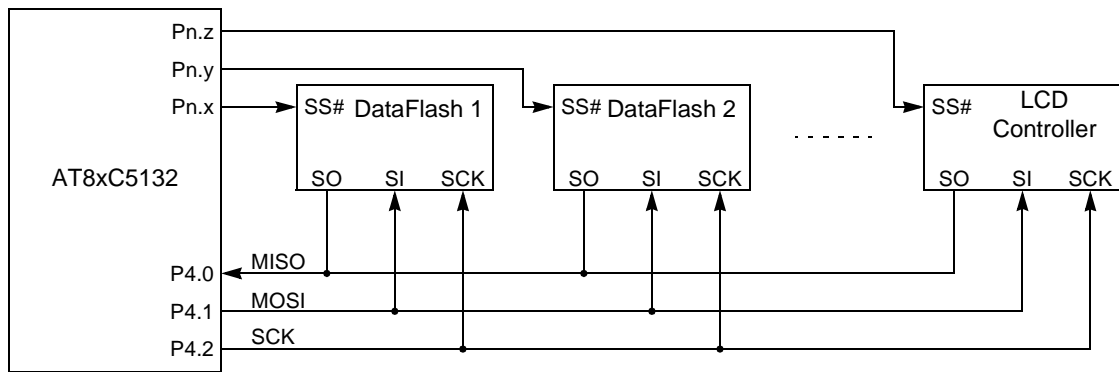 Pn.z
Pn.y
Pn.x
SS# DataFlash 1
SS# DataFlash 2
SS#
LCD
Controller
AT8xC5132
SO SI SCK
SO SI SCK
SO SI SCK
P4.0 MISO
P4.1 MOSI
P4.2 SCK